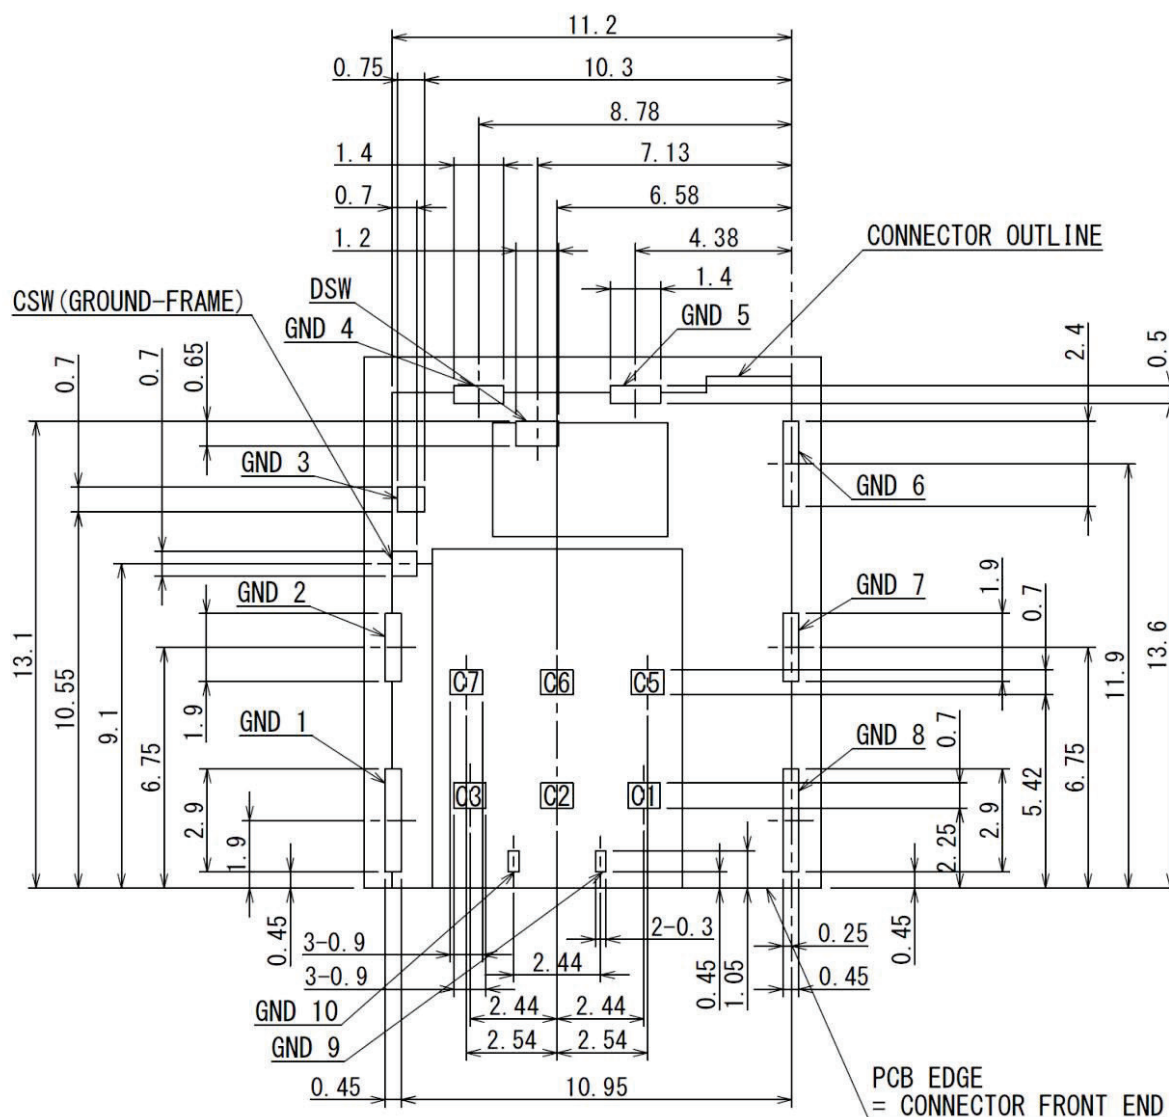 11.2
0.75
10.3
8.78
1.4
7.13
0.7
6.58
1.2
4.38
CONNECTOR OUTLINE
1.4
DSW
CSW(GROUND-FRAME)
GND 4
GND 5
2.4
0.5
0.7
0.7
0.65
GND 3
GND 6
GND 2
GND 7
1.9
0.7
13.1
10.55
9.1
6.75
1.9
C7
C6
C5
11.9
13.6
GND 1
GND 8
0.7
5.42
6.75
2.9
1.9
C3
C2
C1
2.25
2.9
0.45
3-0.9
3-0.9
2-0.3
0.25
0.45
0.45
2.44
0.45
1.05
GND 10
GND 9
2.44
2.44
2.54
2.54
0.45
10.95
PCB EDGE
= CONNECTOR FRONT END